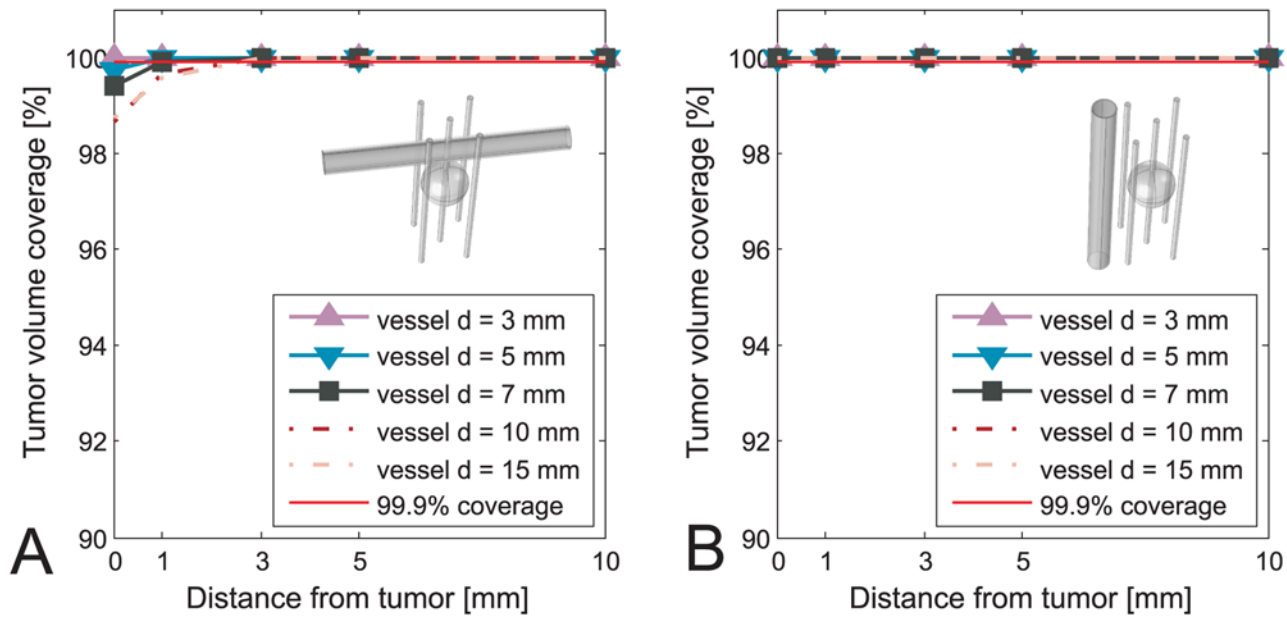 Tumor volume coverage [%]
100
98
96
94
92
90
vessel d = 3 mm
vessel d = 5 mm
vessel d = 7 mm
vessel d = 10 mm
vessel d = 15 mm
99.9% coverage
0 1 3 5 10
Distance from tumor [mm]
A
Tumor volume coverage [%]
100
98
96
94
92
90
vessel d = 3 mm
vessel d = 5 mm
vessel d = 7 mm
vessel d = 10 mm
vessel d = 15 mm
99.9% coverage
0 1 3 5 10
Distance from tumor [mm]
B